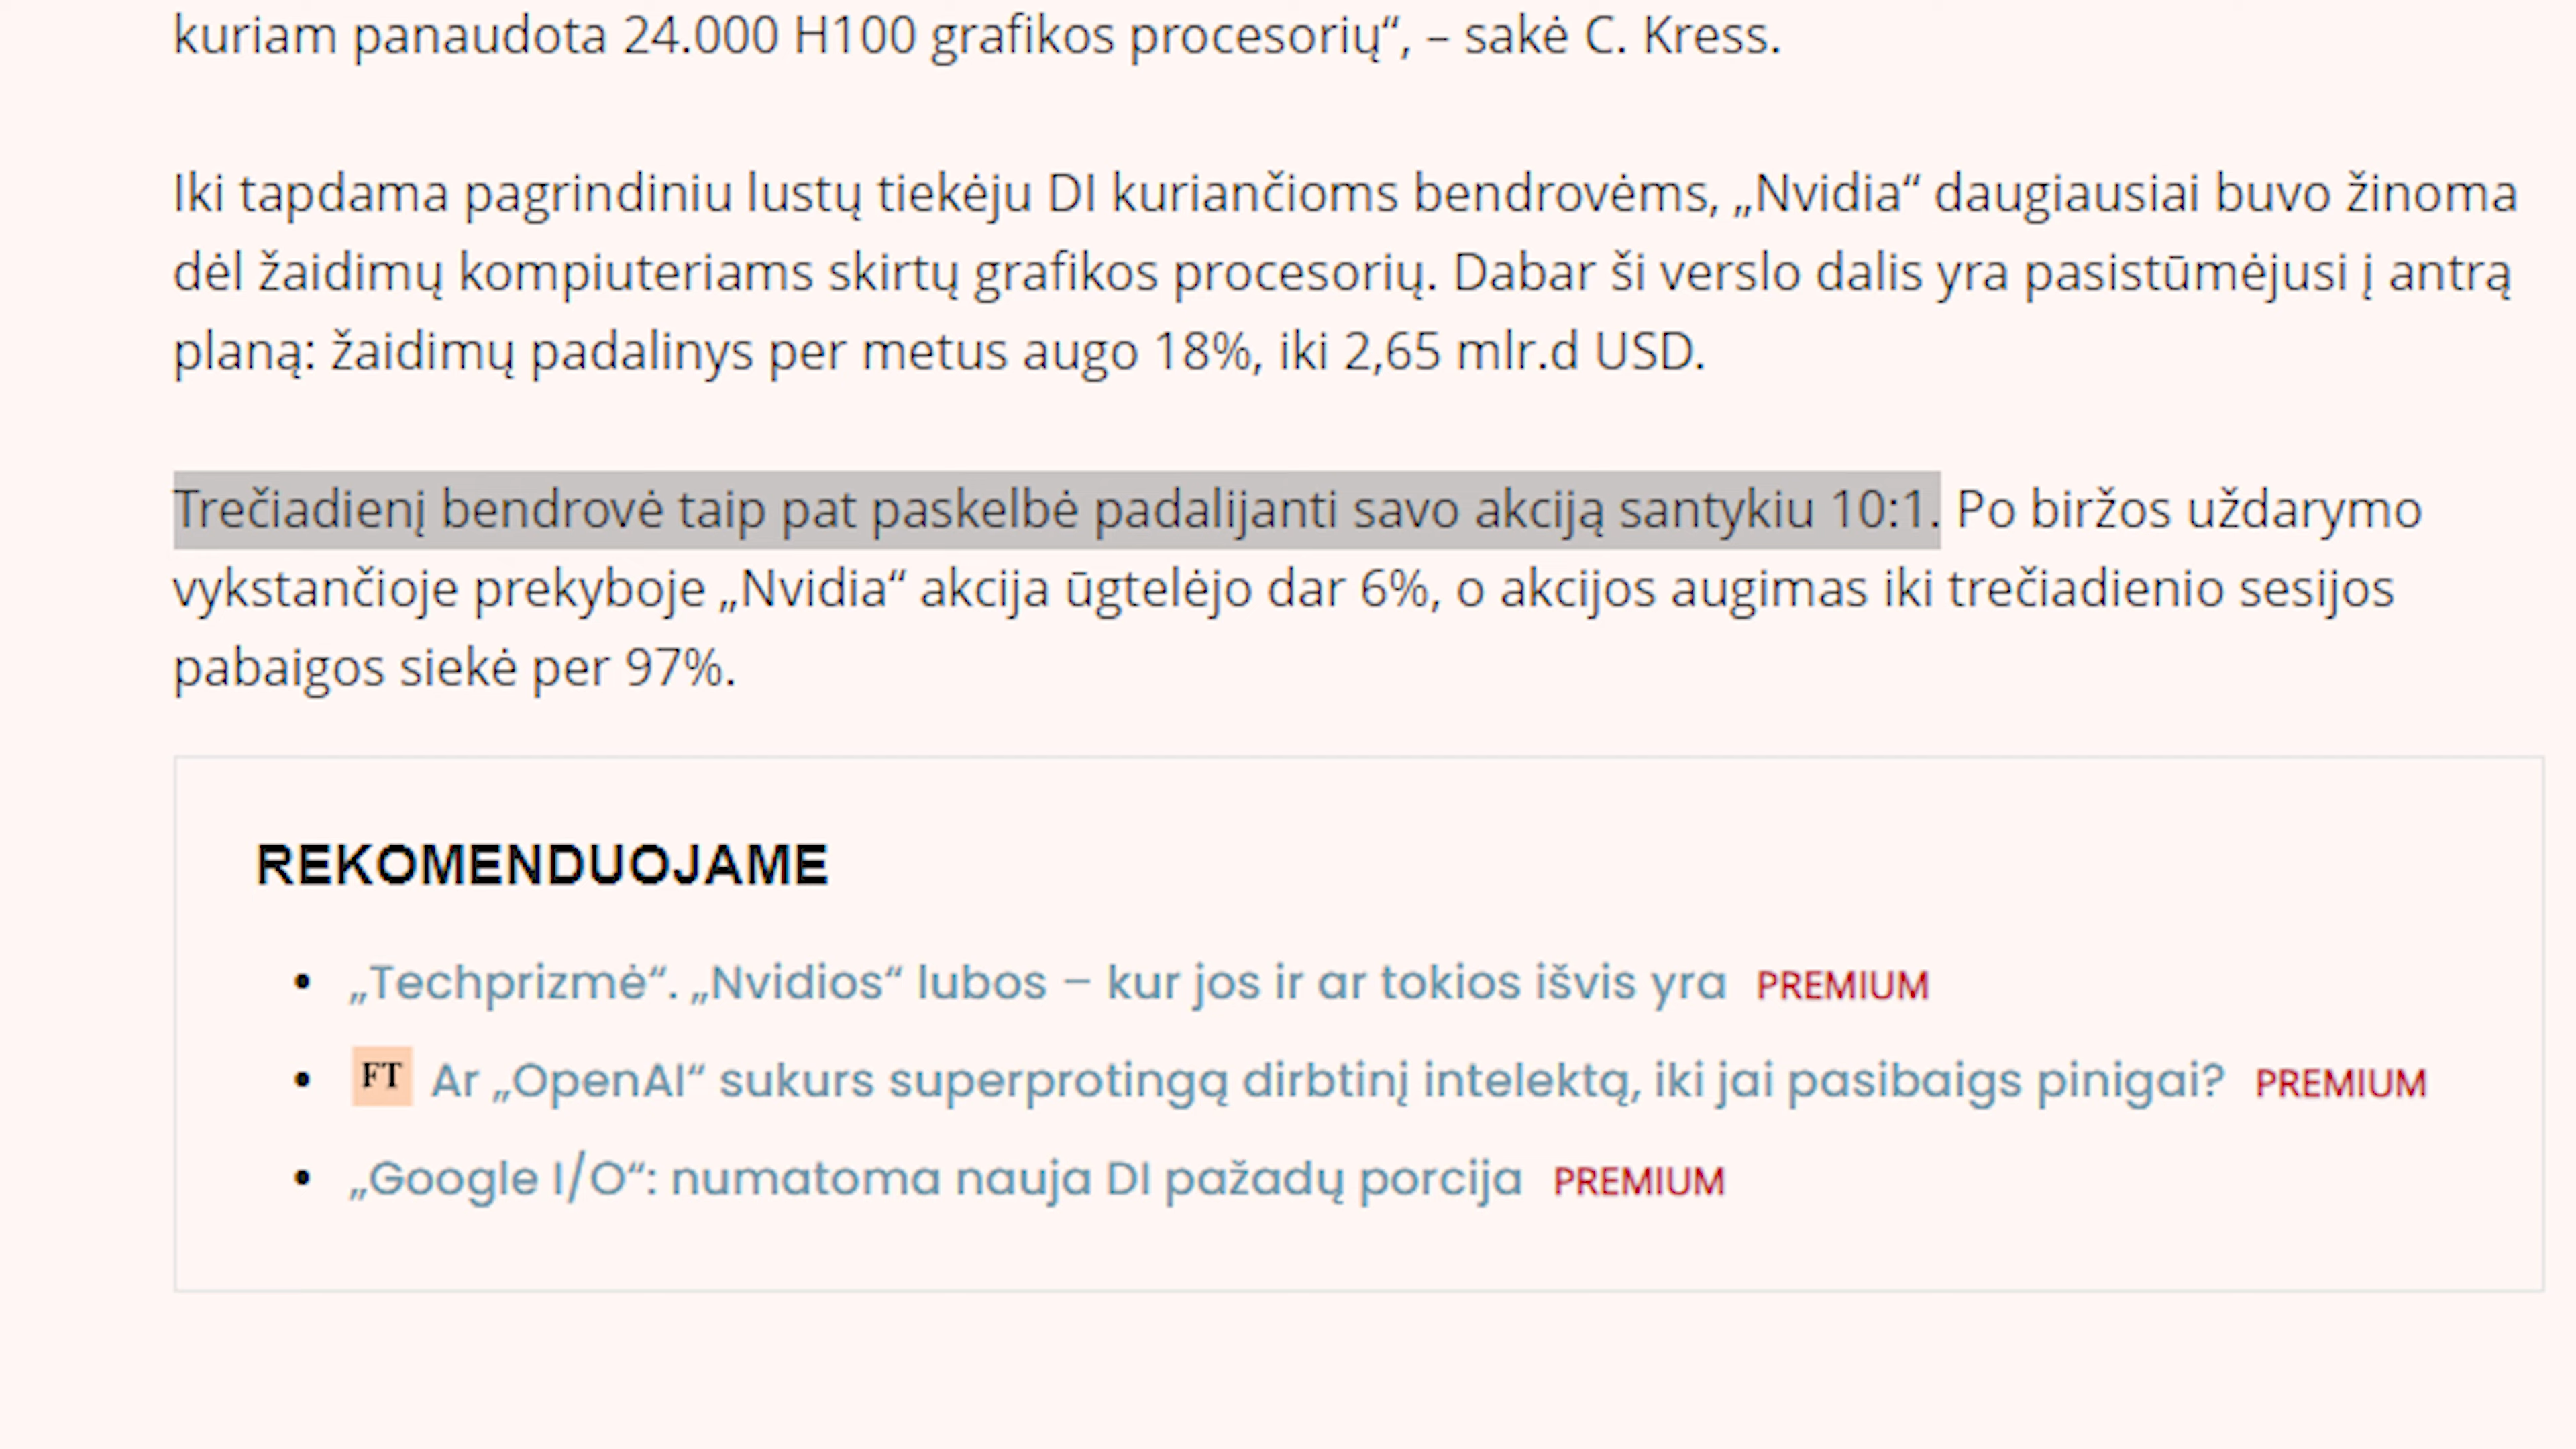 kuriam panaudota 24.000 H100 grafikos procesorių“, – sakė C. Kress.
Iki tapdama pagrindiniu lustų tiekėju DI kuriančioms bendrovėms, „Nvidia“ daugiausiai buvo žinoma
dėl žaidimų kompiuteriams skirtų grafikos procesorių. Dabar ši verslo dalis yra pasistūmėjusi į antrą
planą: žaidimų padalinys per metus augo 18%, iki 2,65 mlr.d USD.
Trečiadienį bendrovė taip pat paskelbė padalijanti savo akciją santykiu 10:1. Po biržos uždarymo
vykstančioje prekyboje „Nvidia“ akcija ūgtelėjo dar 6%, o akcijos augimas iki trečiadienio sesijos
pabaigos siekė per 97%.
REKOMENDUOJAME
• „Techprizmė“. „Nvidios“ lubos – kur jos ir ar tokios išvis yra PREMIUM
• FT Ar „OpenAI“ sukurs superprotingą dirbtinį intelektą, iki jai pasibaigs pinigai? PREMIUM
• „Google I/O“: numatoma nauja DI pažadų porcija PREMIUM